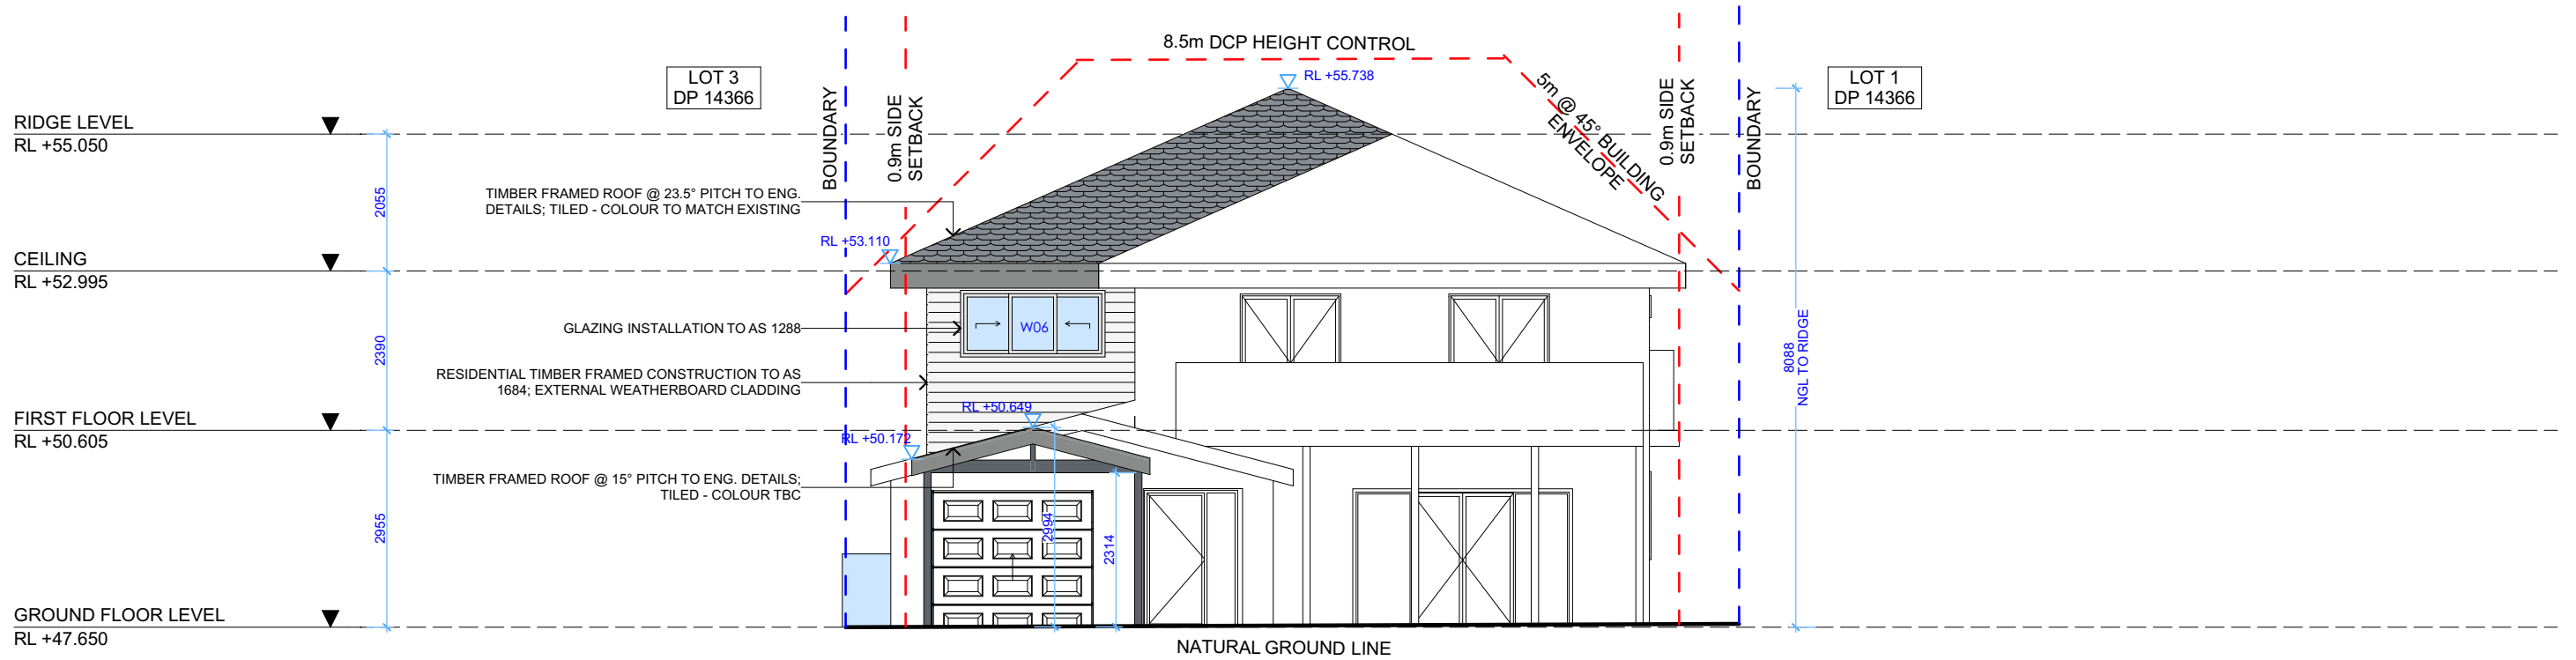 8.5m DCP HEIGHT CONTROL
RL +55.738
LOT 3
DP 14366
LOT 1
DP 14366
BOUNDARY
0.9m SIDE
SETBACK
5m @ 45° BUILDING
ENVELOPE
0.9m SIDE
SETBACK
BOUNDARY
RIDGE LEVEL
RL +55.050
2055
TIMBER FRAMED ROOF @ 23.5° PITCH TO ENG.
DETAILS; TILED - COLOUR TO MATCH EXISTING
RL +53.110
CEILING
RL +52.995
2390
GLAZING INSTALLATION TO AS 1288
W06
8088
NGL TO RIDGE
RESIDENTIAL TIMBER FRAMED CONSTRUCTION TO AS
1684; EXTERNAL WEATHERBOARD CLADDING
RL +50.649
FIRST FLOOR LEVEL
RL +50.605
RL +50.172
TIMBER FRAMED ROOF @ 15° PITCH TO ENG. DETAILS;
TILED - COLOUR TBC
2955
2994
2314
GROUND FLOOR LEVEL
RL +47.650
NATURAL GROUND LINE